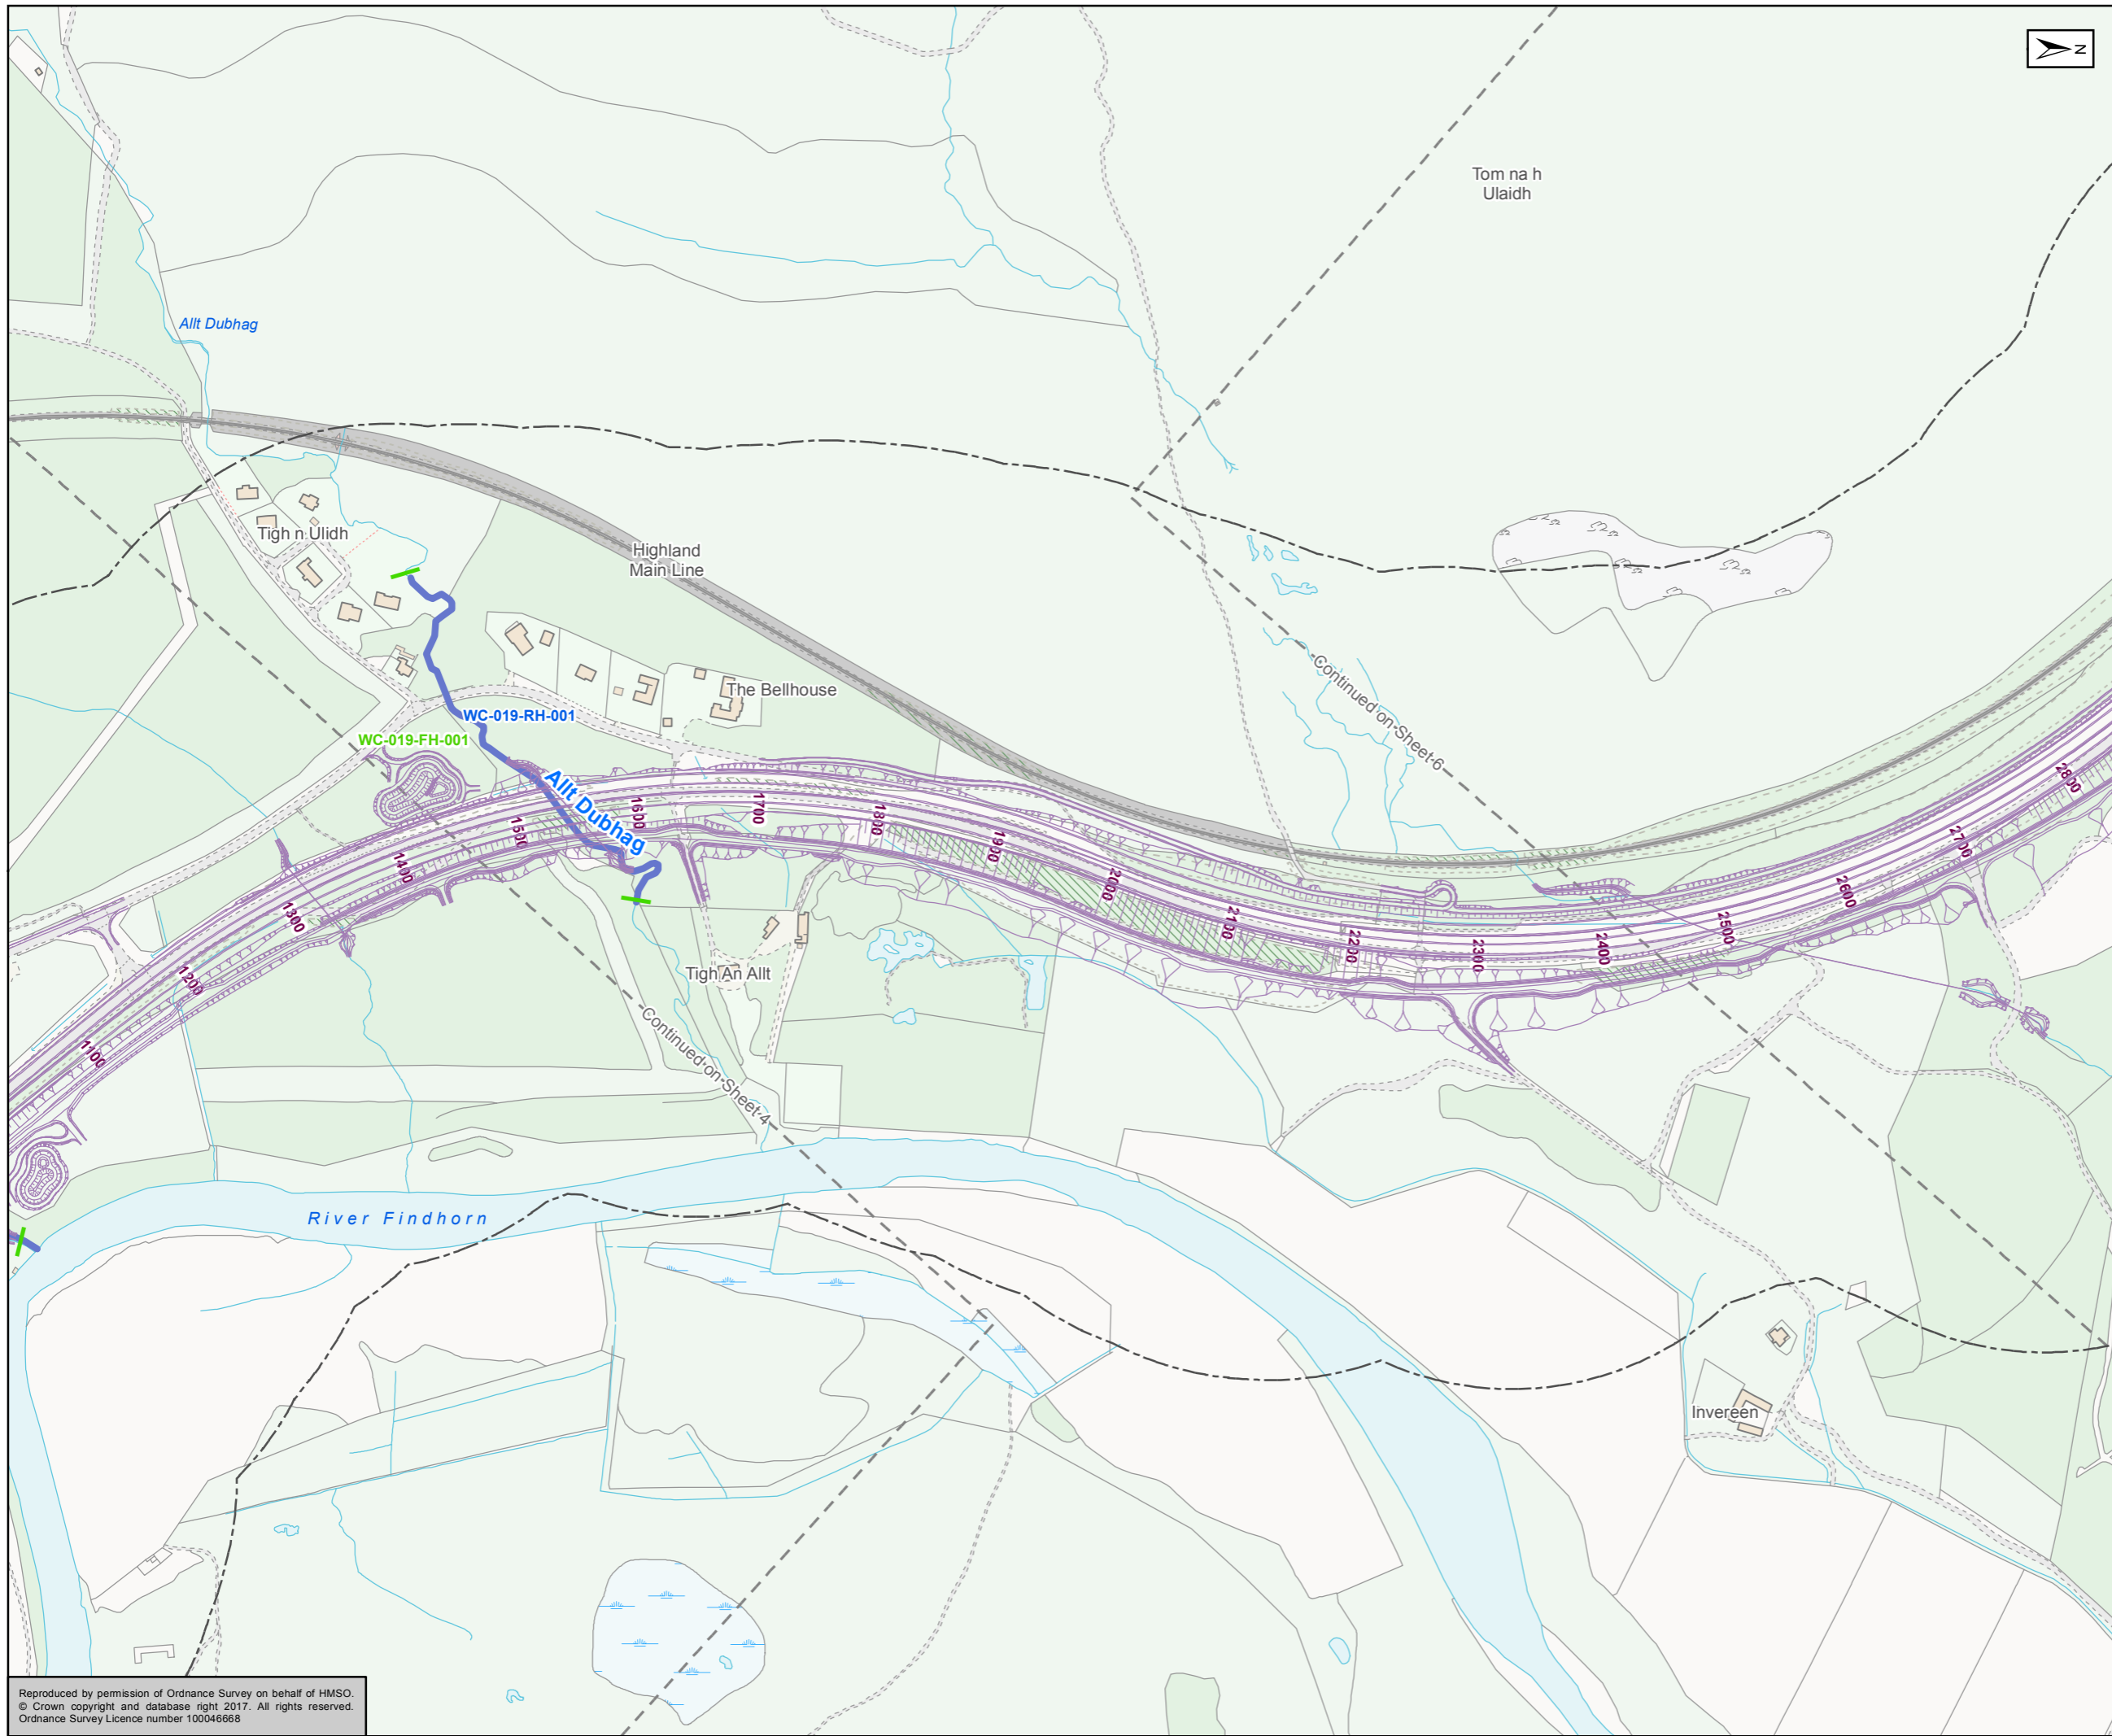 N
Tom na h
Ulaidh
Allt Dubhag
Tigh n Ulidh
Highland
Main Line
The Bellhouse
WC-019-RH-001
WC-019-FH-001
Continued on Sheet 6
Allt Dubhag
1100
1200
1300
1400
1500
1600
1700
1800
1900
2000
2100
2200
2300
2400
2500
2600
2700
2800
Tigh An Allt
Continued on Sheet 4
River Findhorn
Invereen
Reproduced by permission of Ordnance Survey on behalf of HMSO.
© Crown copyright and database right 2017. All rights reserved.
Ordnance Survey Licence number 100046668